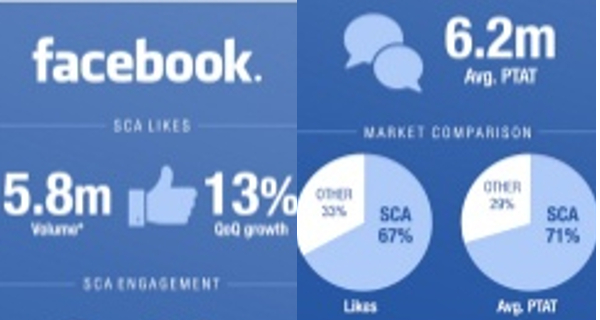 facebook.
SCA LIKES
5.8m
Volume*
13%
QoQ growth
SCA ENGAGEMENT
6.2m
Avg. PTAT
MARKET COMPARISON
OTHER
33%
SCA
67%
Likes
OTHER
29%
SCA
71%
Avg. PTAT